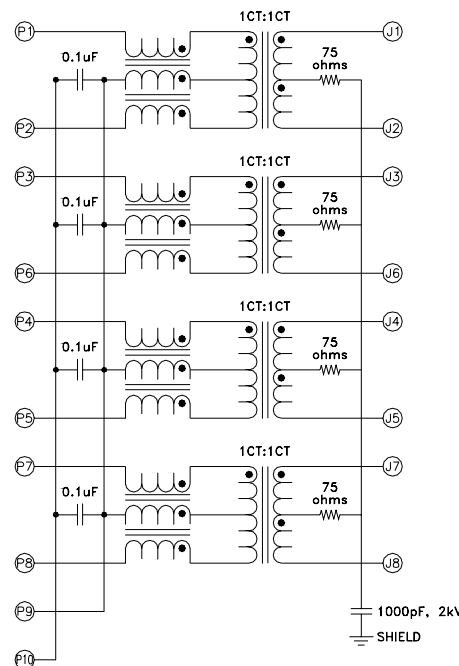 1CT:1CT
P1
J1
0.1uF
75
ohms
P2
J2
1CT:1CT
P3
J3
0.1uF
75
ohms
P6
J6
1CT:1CT
P4
J4
0.1uF
75
ohms
P5
J5
1CT:1CT
P7
J7
0.1uF
75
ohms
P8
J8
P9
1000pF, 2kV
SHIELD
P10